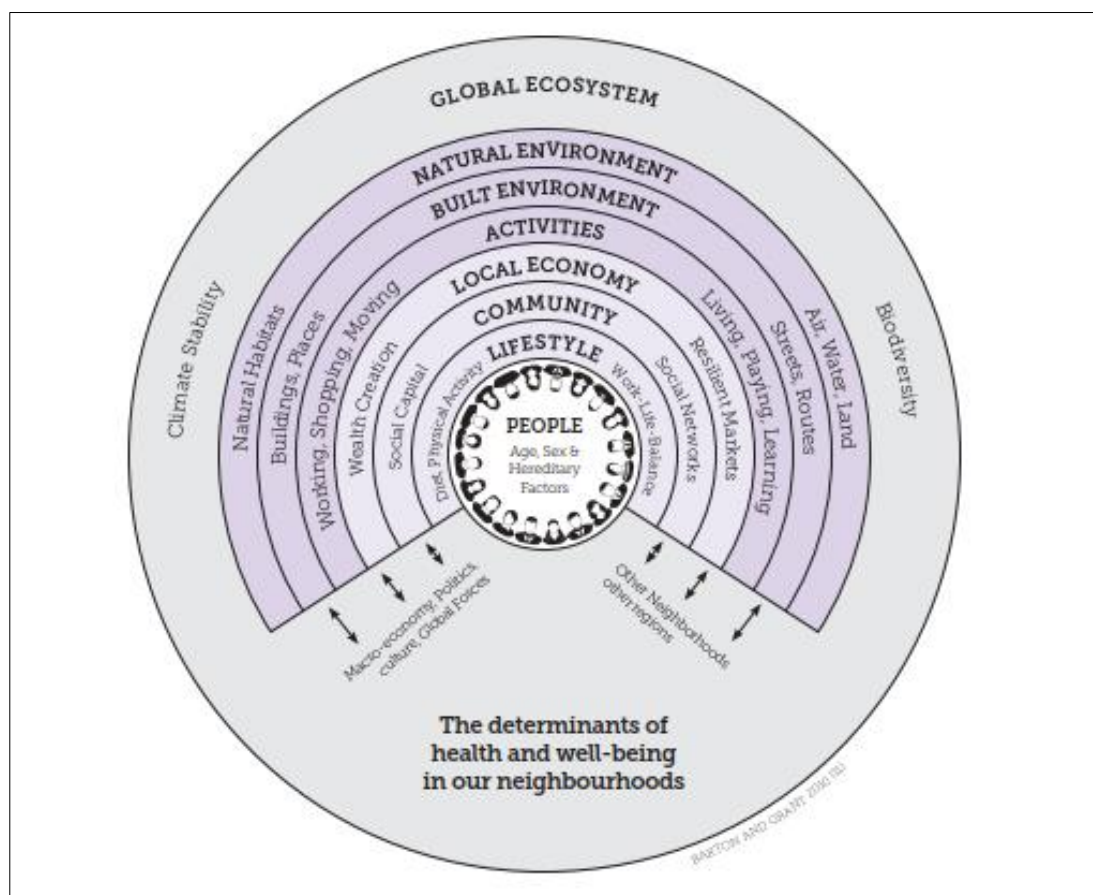 GLOBAL ECOSYSTEM
NATURAL ENVIRONMENT
BUILT ENVIRONMENT
ACTIVITIES
LOCAL ECONOMY
COMMUNITY
LIFESTYLE
Climate Stability
Natural Habitats
Buildings, Places
Working, Shopping, Moving
Wealth Creation
Social Capital
Diet, Physical Activity
PEOPLE
Age, Sex &
Hereditary
Factors
Work-Life-Balance
Social Networks
Resilient Markets
Living, Playing, Learning
Streets, Routes
Air, Water, Land
Biodiversity
Macro-economy, Politics,
culture, Global Forces
Other Neighborhoods
other regions
The determinants of
health and well-being
in our neighbourhoods
BARTON AND GRANT 2010